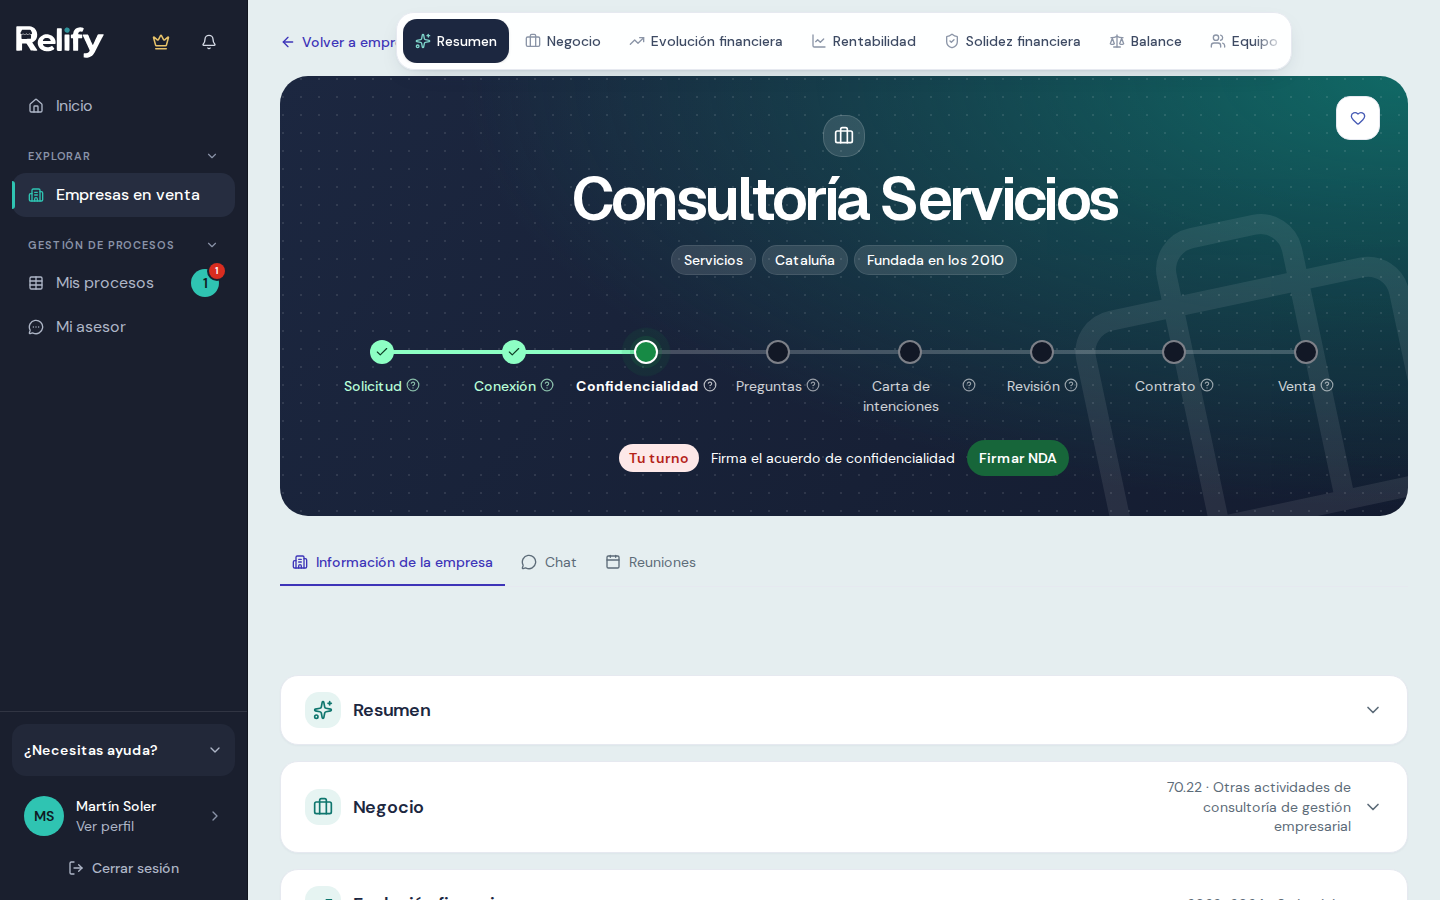 Relify
Inicio
EXPLORAR
Empresas en venta
GESTIÓN DE PROCESOS
Mis procesos
1
1
Mi asesor
¿Necesitas ayuda?
MS
Martín Soler
Ver perfil
Cerrar sesión
Volver a empr
Resumen
Negocio
Evolución financiera
Rentabilidad
Solidez financiera
Balance
Equipo
Consultoría Servicios
Servicios
Cataluña
Fundada en los 2010
Solicitud
Conexión
Confidencialidad
Preguntas
Carta de
intenciones
Revisión
Contrato
Venta
Tu turno
Firma el acuerdo de confidencialidad
Firmar NDA
Información de la empresa
Chat
Reuniones
Resumen
Negocio
70.22 · Otras actividades de
consultoría de gestión
empresarial